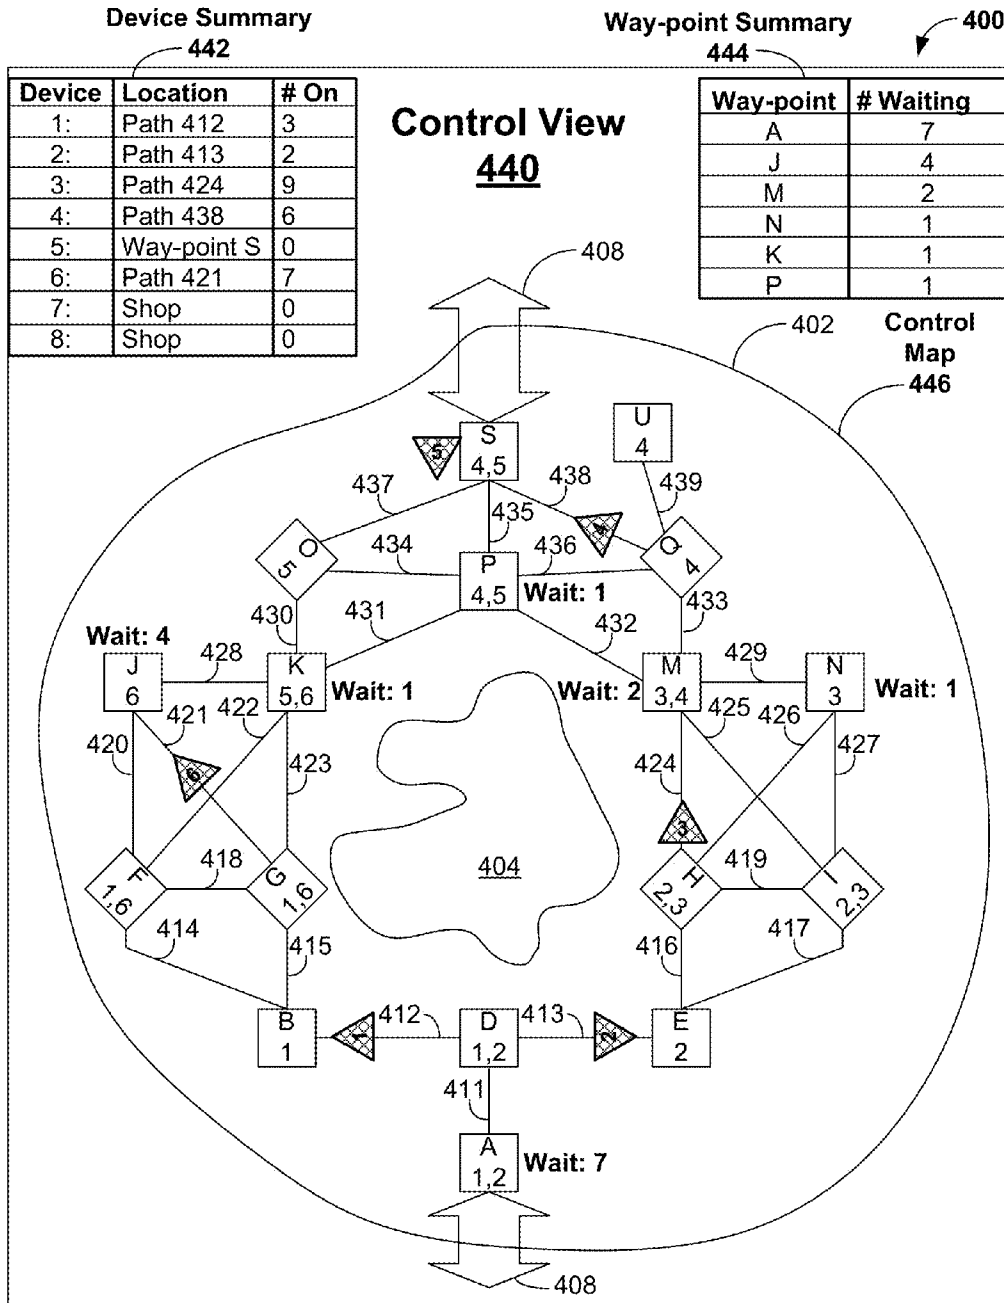 Device Summary
442
Way-point Summary
444
400
Device Location # On
1: Path 412 3
2: Path 413 2
3: Path 424 9
4: Path 438 6
5: Way-point S 0
6: Path 421 7
7: Shop 0
8: Shop 0
Control View
440
Way-point # Waiting
A 7
J 4
M 2
N 1
K 1
P 1
408
402
Control
Map
446
S
4,5
5
U
4
437
438
439
435
4
O
5
434
436
Q
4
P
4,5
Wait: 1
430
431
432
433
Wait: 4
J
6
428
K
5,6
Wait: 1
Wait: 2
M
3,4
429
N
3
Wait: 1
421
422
425
426
420
423
424
427
6
3
F
1,6
418
G
1,6
404
H
2,3
419
I
2,3
414
415
416
417
B
1
1
412
D
1,2
413
2
E
2
411
A
1,2
Wait: 7
408